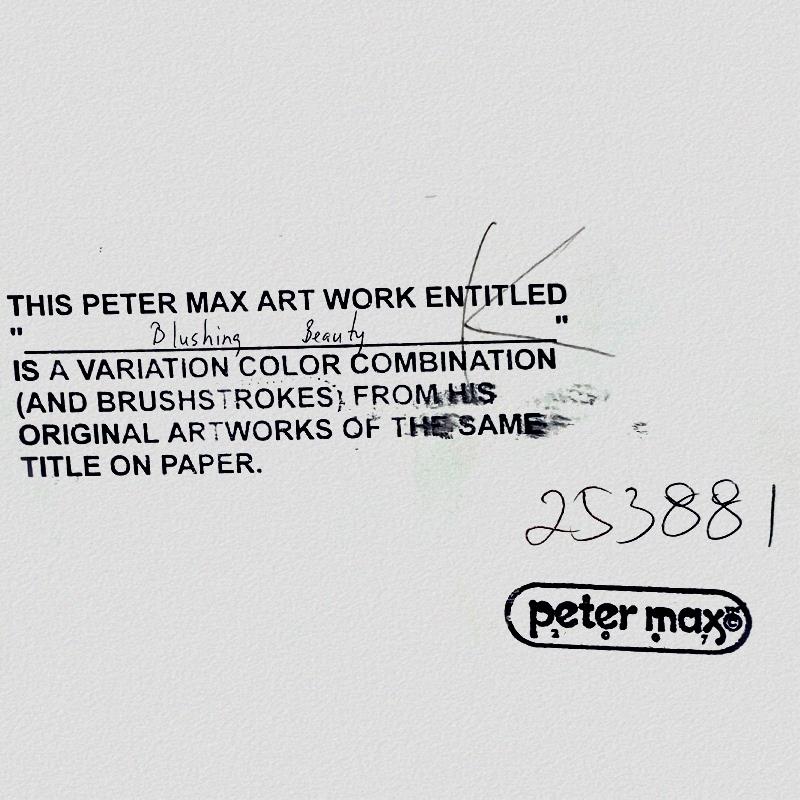 THIS PETER MAX ART WORK ENTITLED
" Blushing Beauty "
IS A VARIATION COLOR COMBINATION
(AND BRUSHSTROKES) FROM HIS
ORIGINAL ARTWORKS OF THE SAME
TITLE ON PAPER.
K
253881
peter max™©
2007